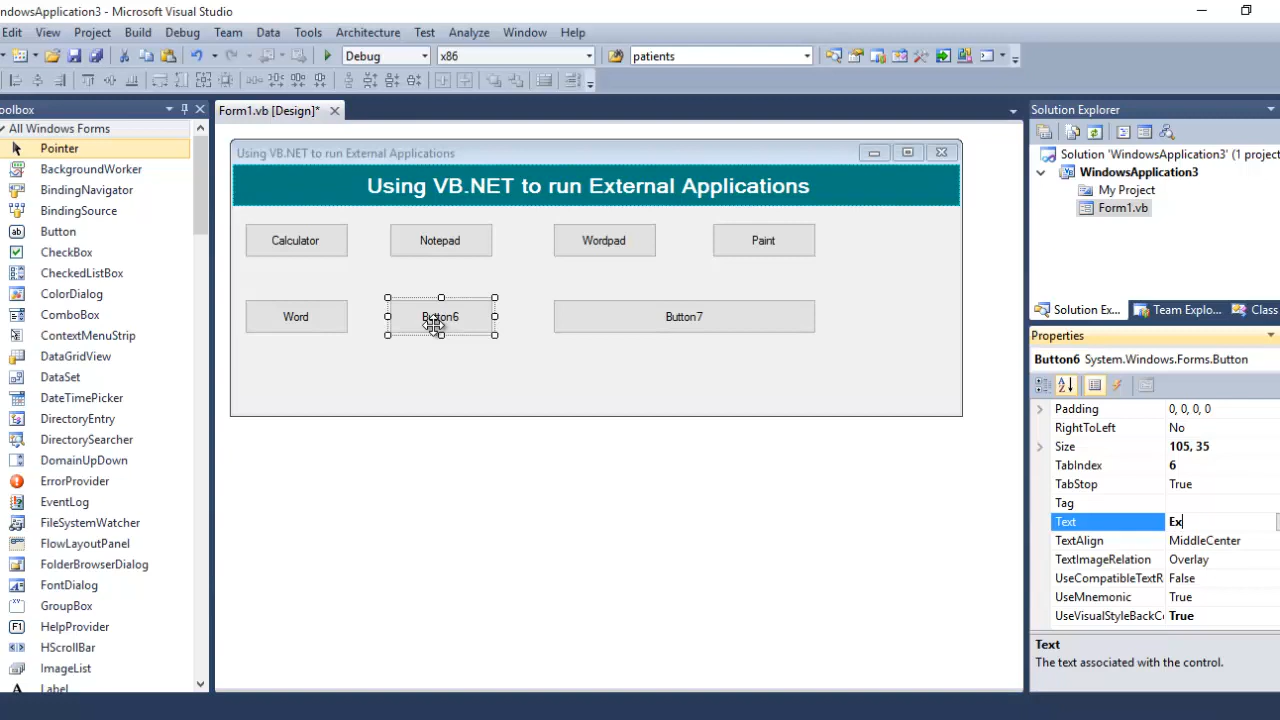 indowsApplication3 - Microsoft Visual Studio
Edit View Project Build Debug Team Data Tools Architecture Test Analyze Window Help
Debug x86 patients
oolbox
All Windows Forms
Pointer
BackgroundWorker
BindingNavigator
BindingSource
Button
CheckBox
CheckedListBox
ColorDialog
ComboBox
ContextMenuStrip
DataGridView
DataSet
DateTimePicker
DirectoryEntry
DirectorySearcher
DomainUpDown
ErrorProvider
EventLog
FileSystemWatcher
FlowLayoutPanel
FolderBrowserDialog
FontDialog
GroupBox
HelpProvider
HScrollBar
ImageList
Label
Form1.vb [Design]*
Using VB.NET to run External Applications
Using VB.NET to run External Applications
Calculator Notepad Wordpad Paint
Word Button6 Button7
Solution Explorer
Solution 'WindowsApplication3' (1 project
WindowsApplication3
My Project
Form1.vb
Solution Ex... Team Explo... Class
Properties
Button6 System.Windows.Forms.Button
Padding 0, 0, 0, 0
RightToLeft No
Size 105, 35
TabIndex 6
TabStop True
Tag
Text Ex
TextAlign MiddleCenter
TextImageRelation Overlay
UseCompatibleTextR False
UseMnemonic True
UseVisualStyleBackC True
Text
The text associated with the control.